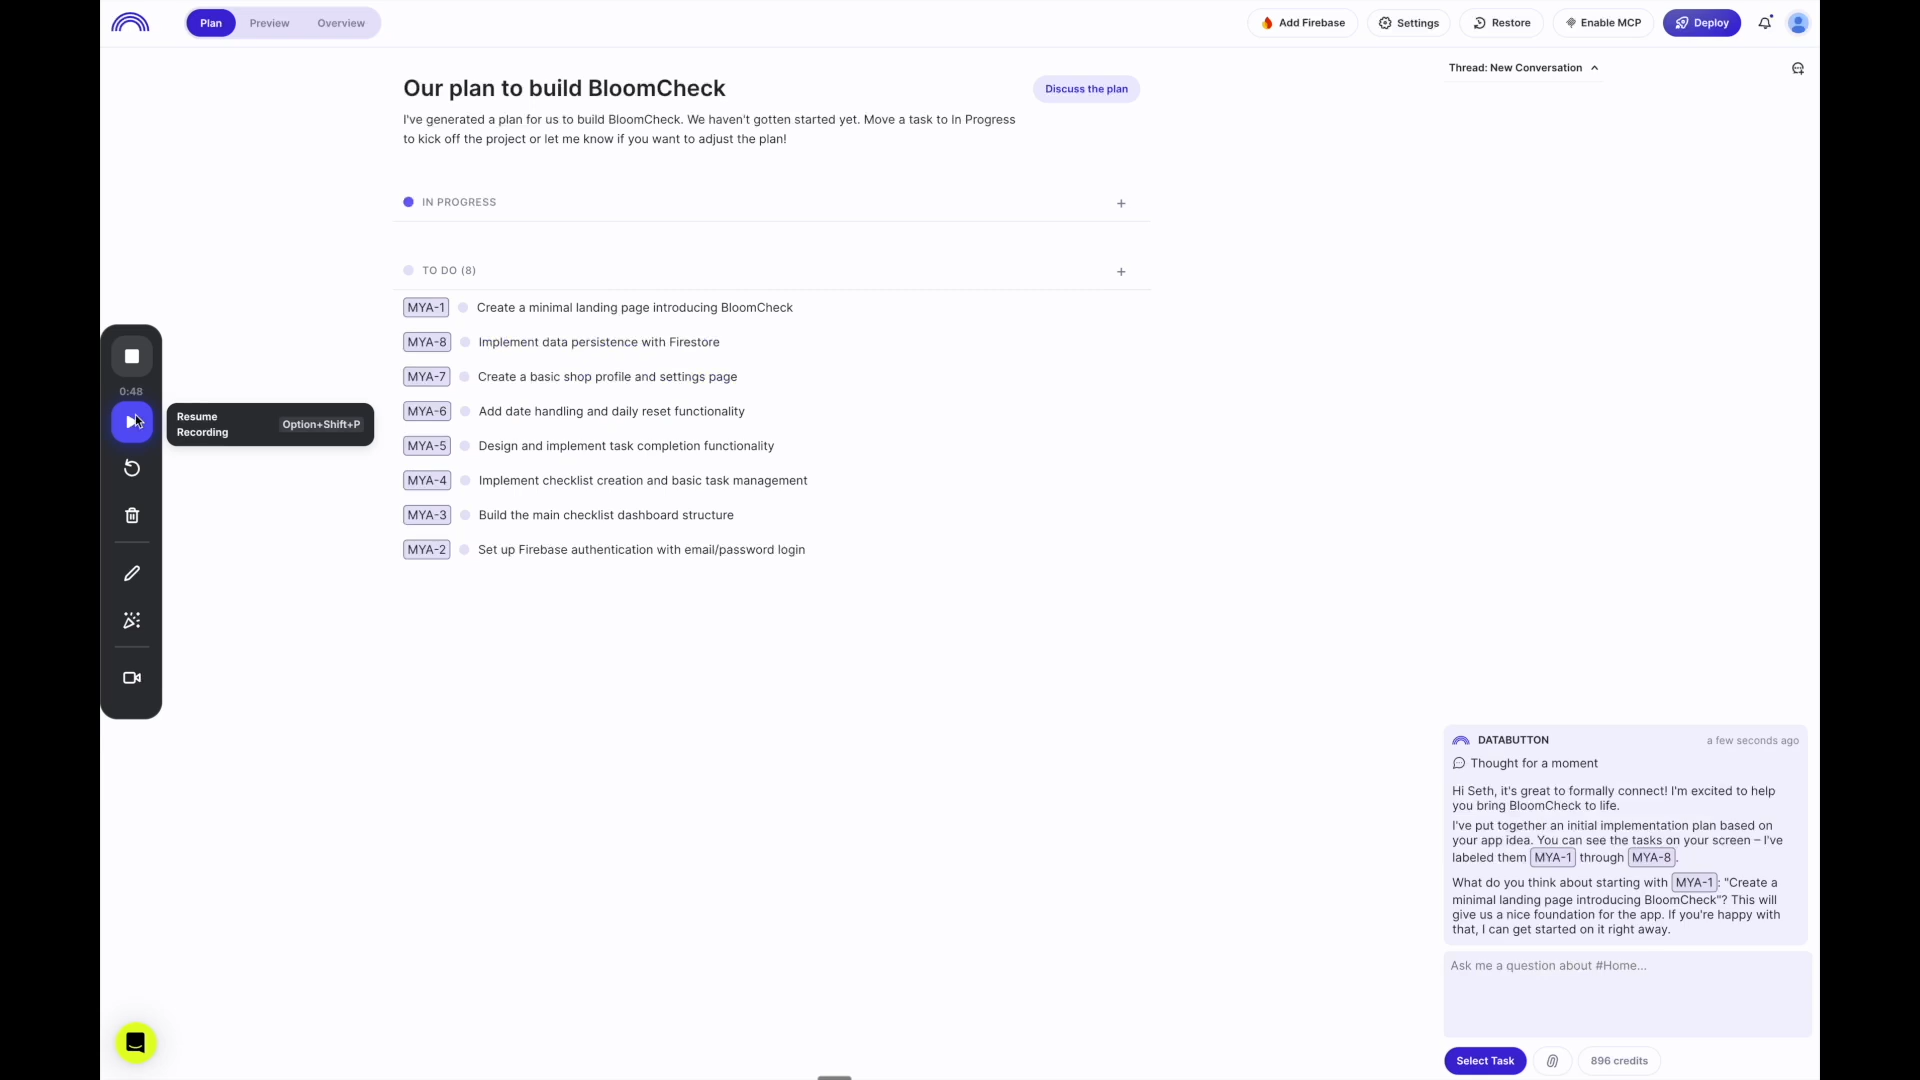 Plan Preview Overview
Add Firebase Settings Restore Enable MCP Deploy
Thread: New Conversation
Our plan to build BloomCheck
Discuss the plan
I've generated a plan for us to build BloomCheck. We haven't gotten started yet. Move a task to In Progress
to kick off the project or let me know if you want to adjust the plan!
IN PROGRESS
TO DO (8)
MYA-1 Create a minimal landing page introducing BloomCheck
MYA-8 Implement data persistence with Firestore
MYA-7 Create a basic shop profile and settings page
MYA-6 Add date handling and daily reset functionality
MYA-5 Design and implement task completion functionality
MYA-4 Implement checklist creation and basic task management
MYA-3 Build the main checklist dashboard structure
MYA-2 Set up Firebase authentication with email/password login
0:48
Resume
Recording
Option+Shift+P
DATABUTTON a few seconds ago
Thought for a moment
Hi Seth, it's great to formally connect! I'm excited to help
you bring BloomCheck to life.
I've put together an initial implementation plan based on
your app idea. You can see the tasks on your screen – I've
labeled them MYA-1 through MYA-8.
What do you think about starting with MYA-1: "Create a
minimal landing page introducing BloomCheck"? This will
give us a nice foundation for the app. If you're happy with
that, I can get started on it right away.
Ask me a question about #Home...
Select Task 896 credits